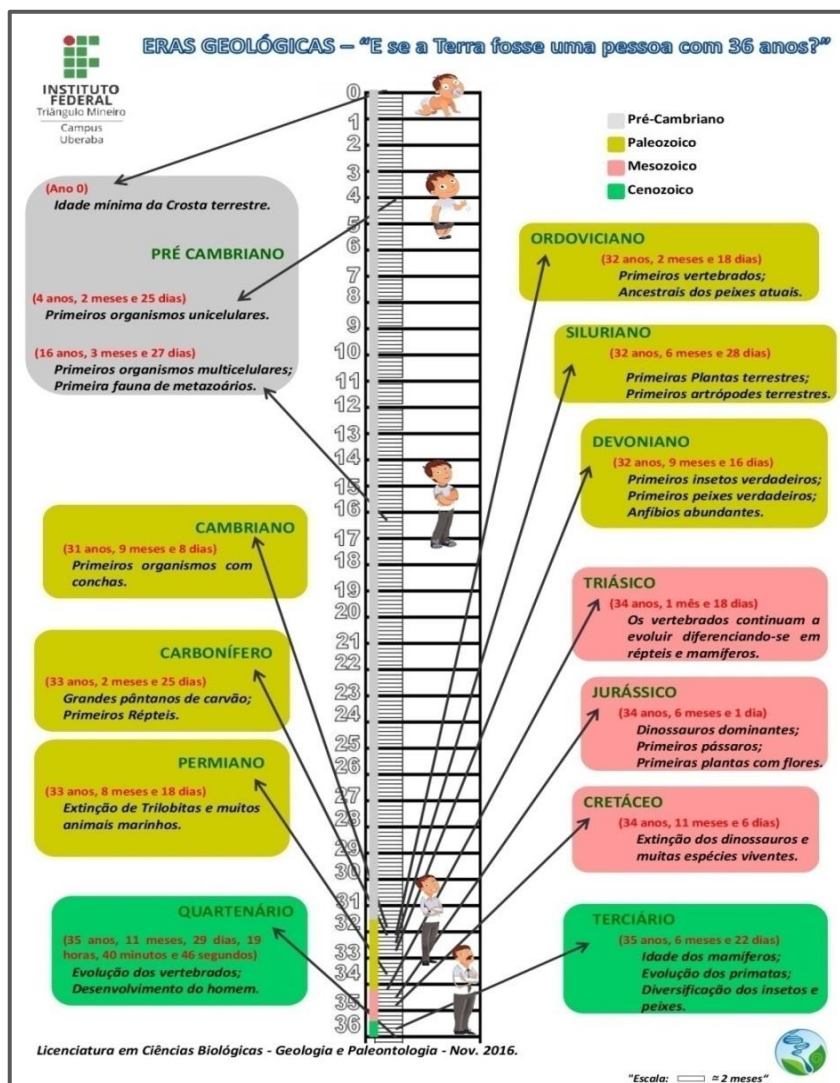 ERAS GEOLÓGICAS – “E se a Terra fosse uma pessoa com 36 anos?”
INSTITUTO
FEDERAL
Triângulo Mineiro
Campus
Uberaba
Pré-Cambriano
Paleozoico
Mesozoico
Cenozoico
(Ano 0)
Idade mínima da Crosta terrestre.
PRÉ CAMBRIANO
(4 anos, 2 meses e 25 dias)
Primeiros organismos unicelulares.
(16 anos, 3 meses e 27 dias)
Primeiros organismos multicelulares;
Primeira fauna de metazoários.
CAMBRIANO
(31 anos, 9 meses e 8 dias)
Primeiros organismos com
conchas.
CARBONÍFERO
(33 anos, 2 meses e 25 dias)
Grandes pântanos de carvão;
Primeiros Répteis.
PERMIANO
(33 anos, 8 meses e 18 dias)
Extinção de Trilobitas e muitos
animais marinhos.
QUARTENÁRIO
(35 anos, 11 meses, 29 dias, 19
horas, 40 minutos e 46 segundos)
Evolução dos vertebrados;
Desenvolvimento do homem.
0
1
2
3
4
5
6
7
8
9
10
11
12
13
14
15
16
17
18
19
20
21
22
23
24
25
26
27
28
29
30
31
32
33
34
35
36
ORDOVICIANO
(32 anos, 2 meses e 18 dias)
Primeiros vertebrados;
Ancestrais dos peixes atuais.
SILURIANO
(32 anos, 6 meses e 28 dias)
Primeiras Plantas terrestres;
Primeiros artrópodes terrestres.
DEVONIANO
(32 anos, 9 meses e 16 dias)
Primeiros insetos verdadeiros;
Primeiros peixes verdadeiros;
Anfíbios abundantes.
TRIÁSICO
(34 anos, 1 mês e 18 dias)
Os vertebrados continuam a
evoluir diferenciando-se em
répteis e mamíferos.
JURÁSSICO
(34 anos, 6 meses e 1 dia)
Dinossauros dominantes;
Primeiros pássaros;
Primeiras plantas com flores.
CRETÁCEO
(34 anos, 11 meses e 6 dias)
Extinção dos dinossauros e
muitas espécies viventes.
TERCIÁRIO
(35 anos, 6 meses e 22 dias)
Idade dos mamíferos;
Evolução dos primatas;
Diversificação dos insetos e
peixes.
Licenciatura em Ciências Biológicas - Geologia e Paleontologia - Nov. 2016.
"Escala: ≈ 2 meses“